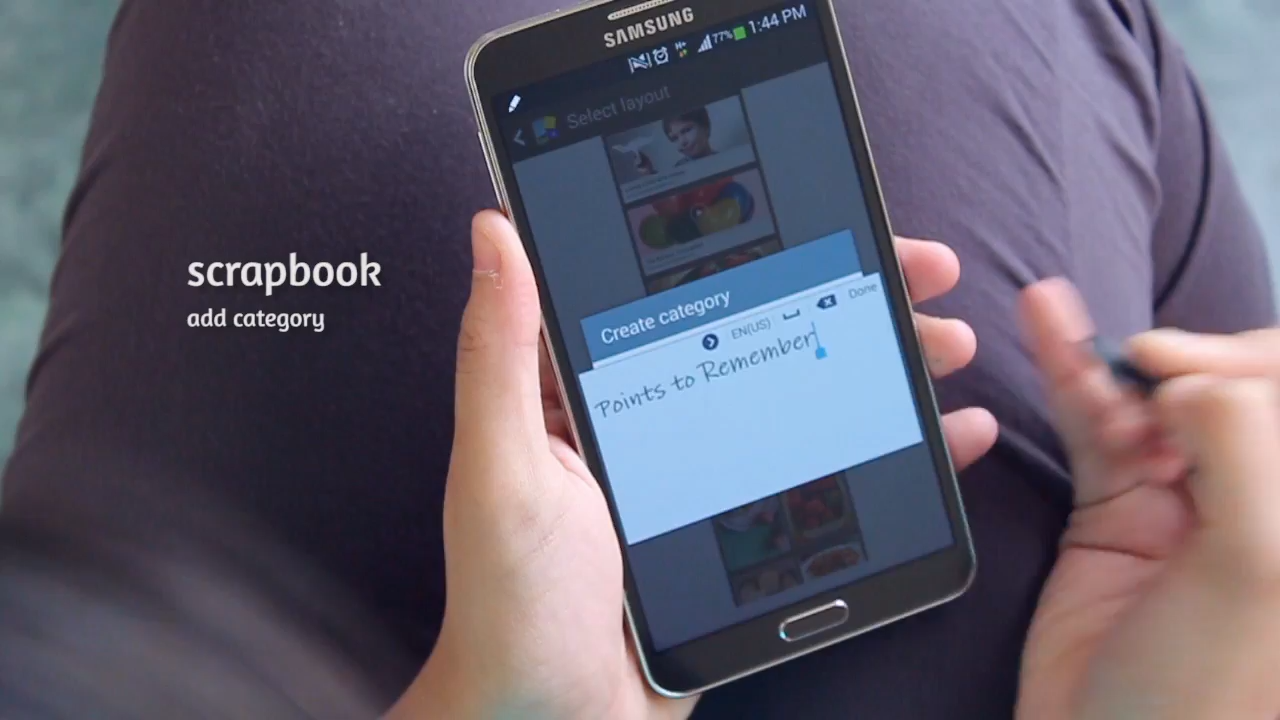 SAMSUNG
77% 1:44 PM
Select layout
scrapbook
add category
Create category
EN(US) Done
Points to Remember